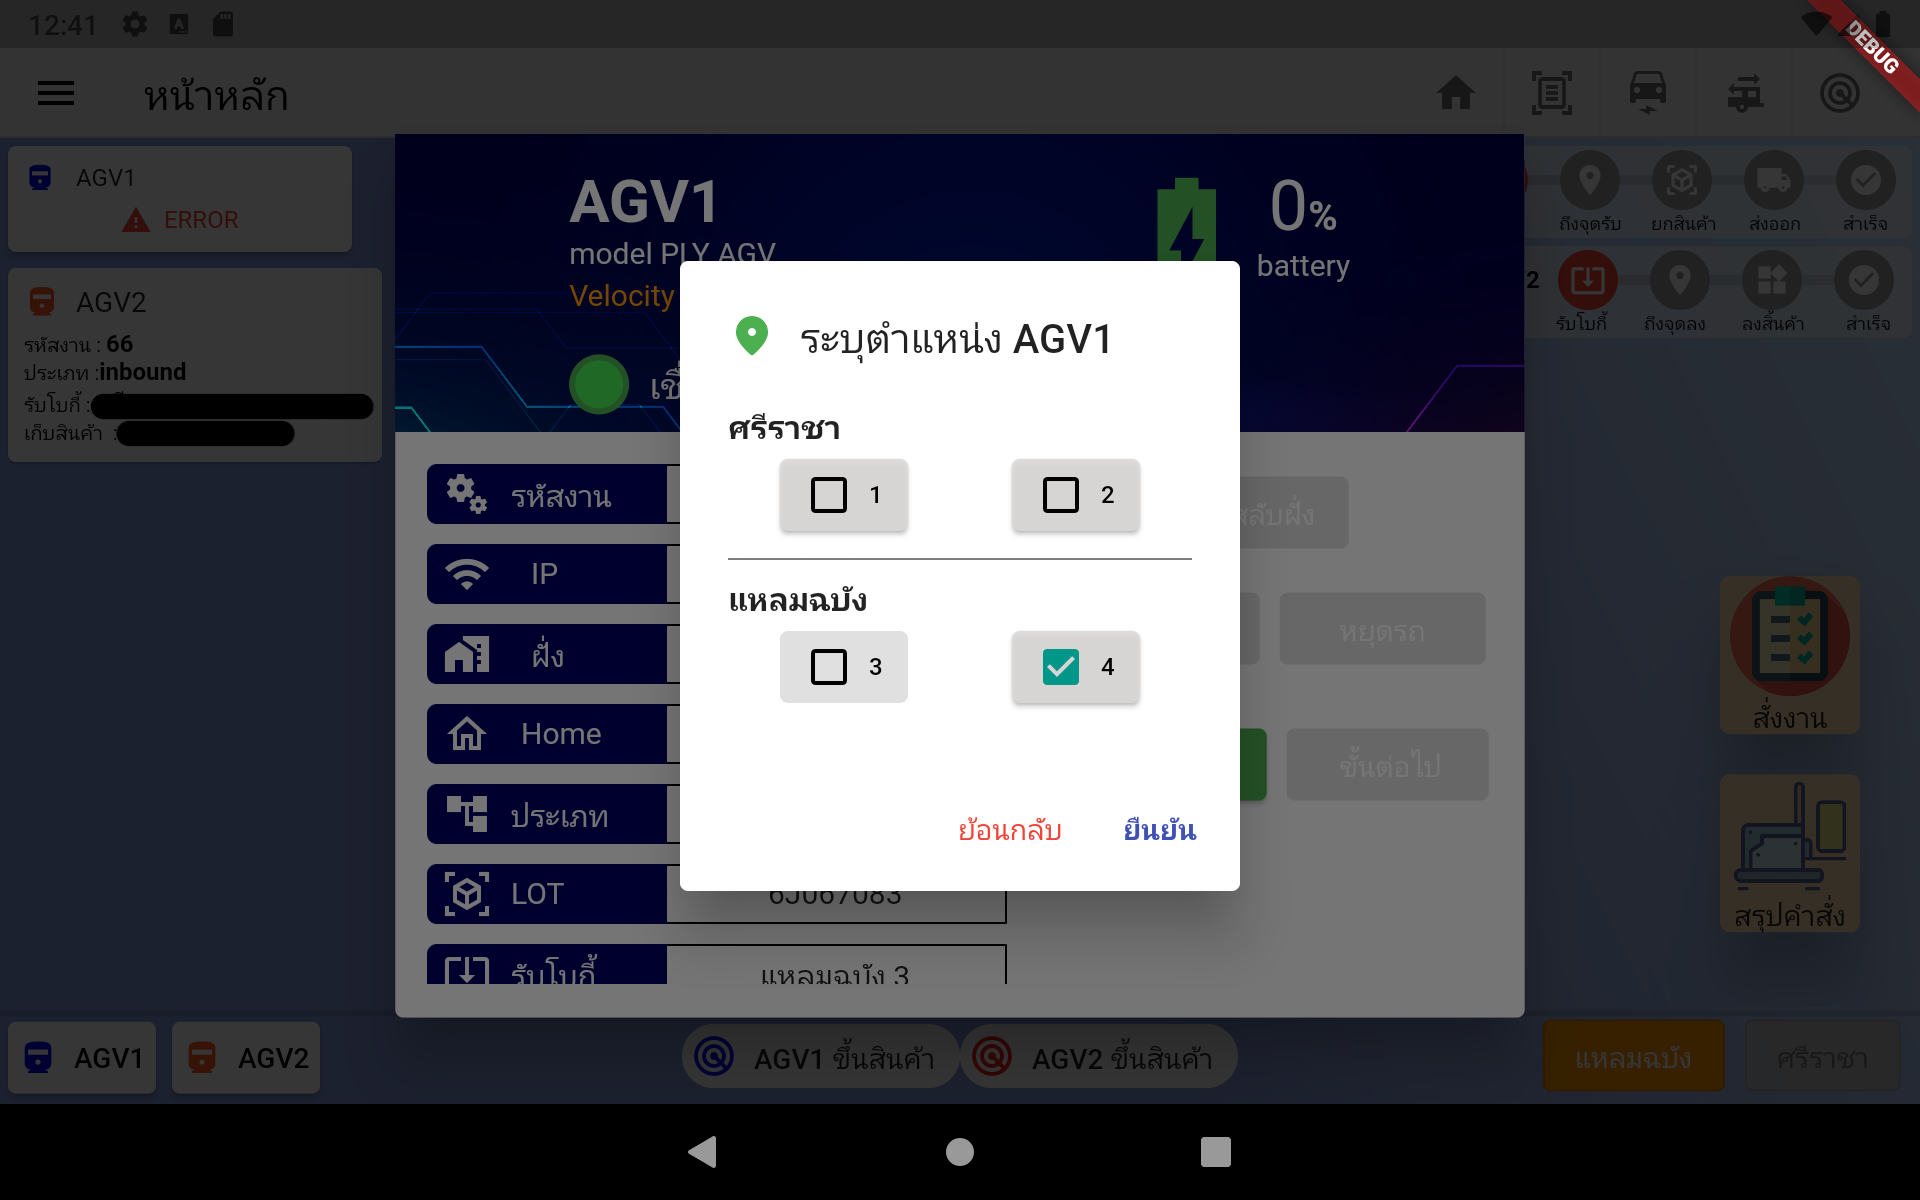 12:41
DEBUG
หน้าหลัก
AGV1
ERROR
AGV2
รหัสงาน : 66
ประเภท :inbound
รับโบกี้ :
เก็บสินค้า :
AGV1
model PLY AGV
Velocity
0%
battery
ถึงจุดรับ
ยกสินค้า
ส่งออก
สำเร็จ
2
รับโบกี้
ถึงจุดลง
ลงสินค้า
สำเร็จ
ระบุตำแหน่ง AGV1
ศรีราชา
1
2
แหลมฉบัง
3
4
ย้อนกลับ
ยืนยัน
รหัสงาน
IP
ฝั่ง
Home
ประเภท
LOT
6J067083
รับโบกี้
แหลมฉบัง 3
สลับฝั่ง
หยุดรถ
ขั้นต่อไป
สั่งงาน
สรุปคำสั่ง
AGV1
AGV2
AGV1 ขึ้นสินค้า
AGV2 ขึ้นสินค้า
แหลมฉบัง
ศรีราชา